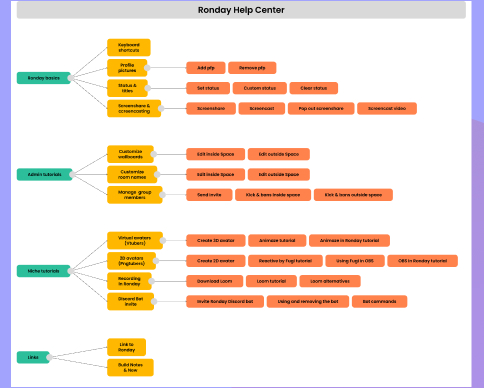 Ronday Help Center
Keyboard
shortcuts
Ronday basics
Profile
pictures
Add pfp
Remove pfp
Status &
titles
Set status
Custom status
Clear status
Screenshare &
screencasting
Screenshare
Screencast
Pop out screenshare
Screencast video
Admin tutorials
Customize
wallboards
Edit inside Space
Edit outside Space
Customize
room names
Edit inside Space
Edit outside Space
Manage group
members
Send invite
Kick & bans inside space
Kick & bans outside space
Niche tutorials
Virtual avatars
(Vtubers)
Create 3D avatar
Animaze tutorial
Animaze in Ronday tutorial
2D avatars
(Pngtubers)
Create 2D avatar
Reactive by Fugi tutorial
Using Fugi in OBS
OBS in Ronday tutorial
Recording
in Ronday
Download Loom
Loom tutorial
Loom alternatives
Discord Bot
Invite
Invite Ronday Discord bot
Using and removing the bot
Bot commands
Links
Link to
Ronday
Build Notes
& New